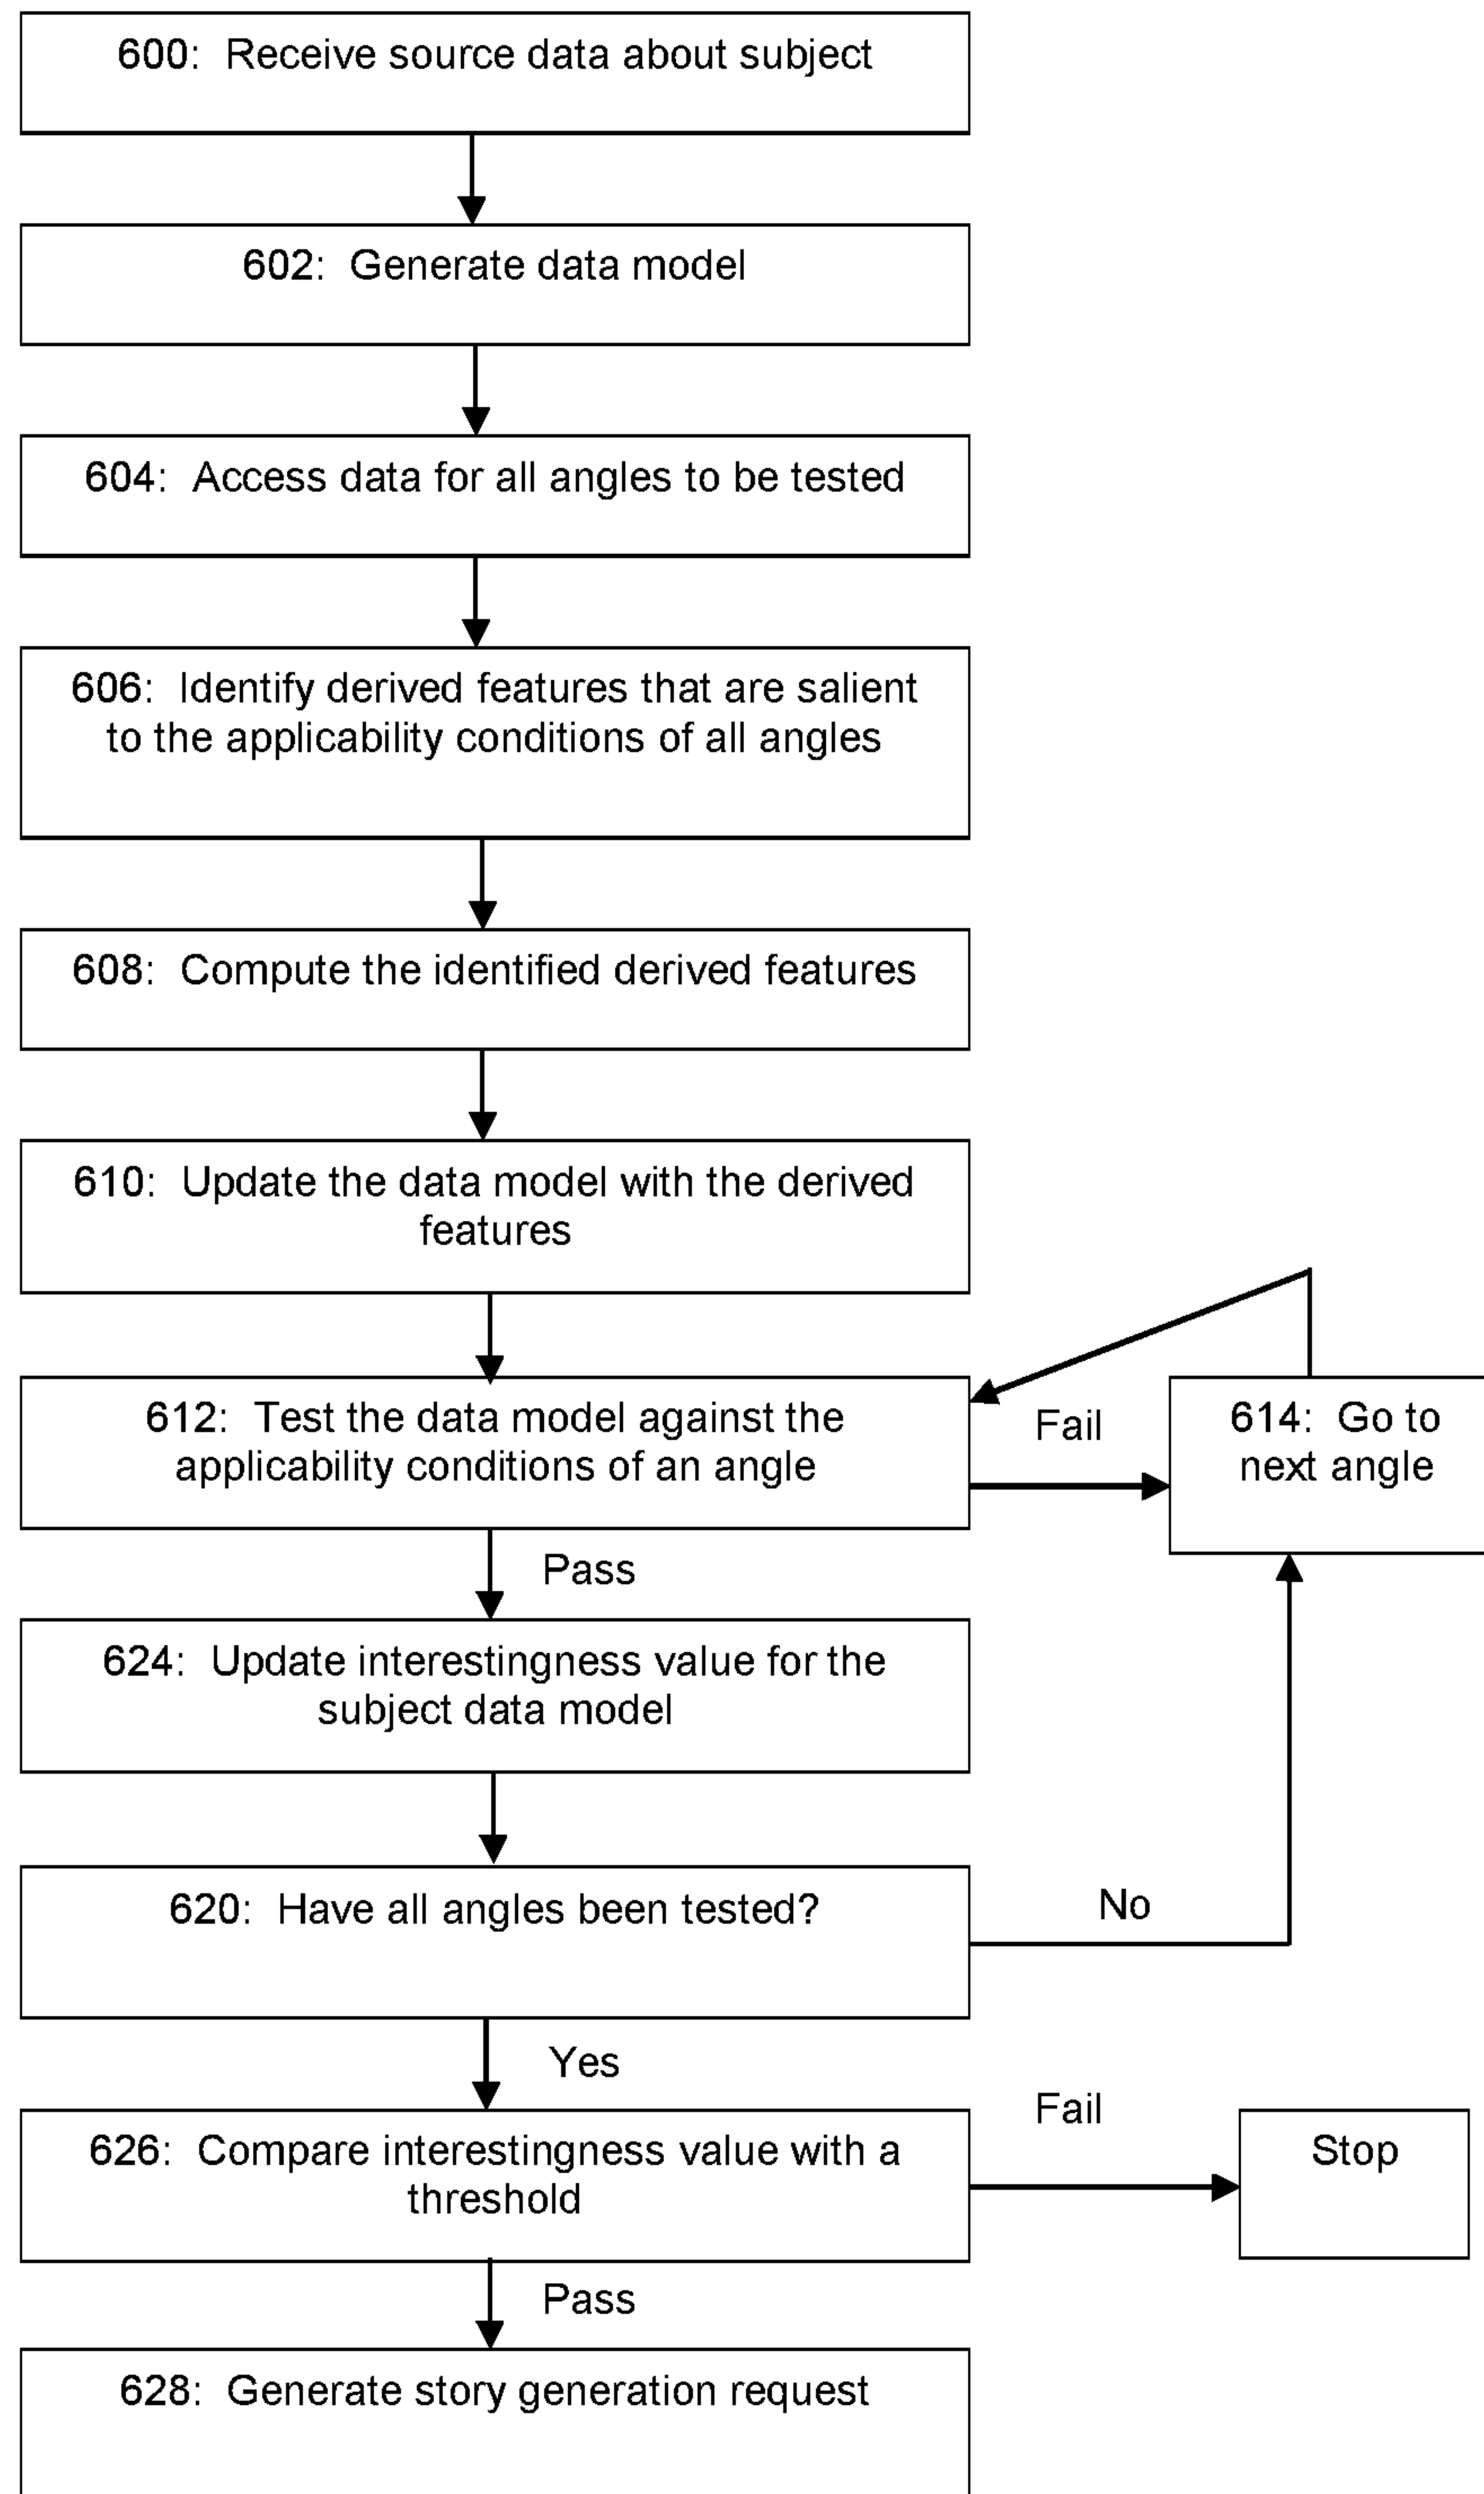 600: Receive source data about subject
602: Generate data model
604: Access data for all angles to be tested
606: Identify derived features that are salient
to the applicability conditions of all angles
608: Compute the identified derived features
610: Update the data model with the derived
features
612: Test the data model against the
applicability conditions of an angle
Fail
614: Go to
next angle
Pass
624: Update interestingness value for the
subject data model
620: Have all angles been tested?
No
Yes
626: Compare interestingness value with a
threshold
Fail
Stop
Pass
628: Generate story generation request